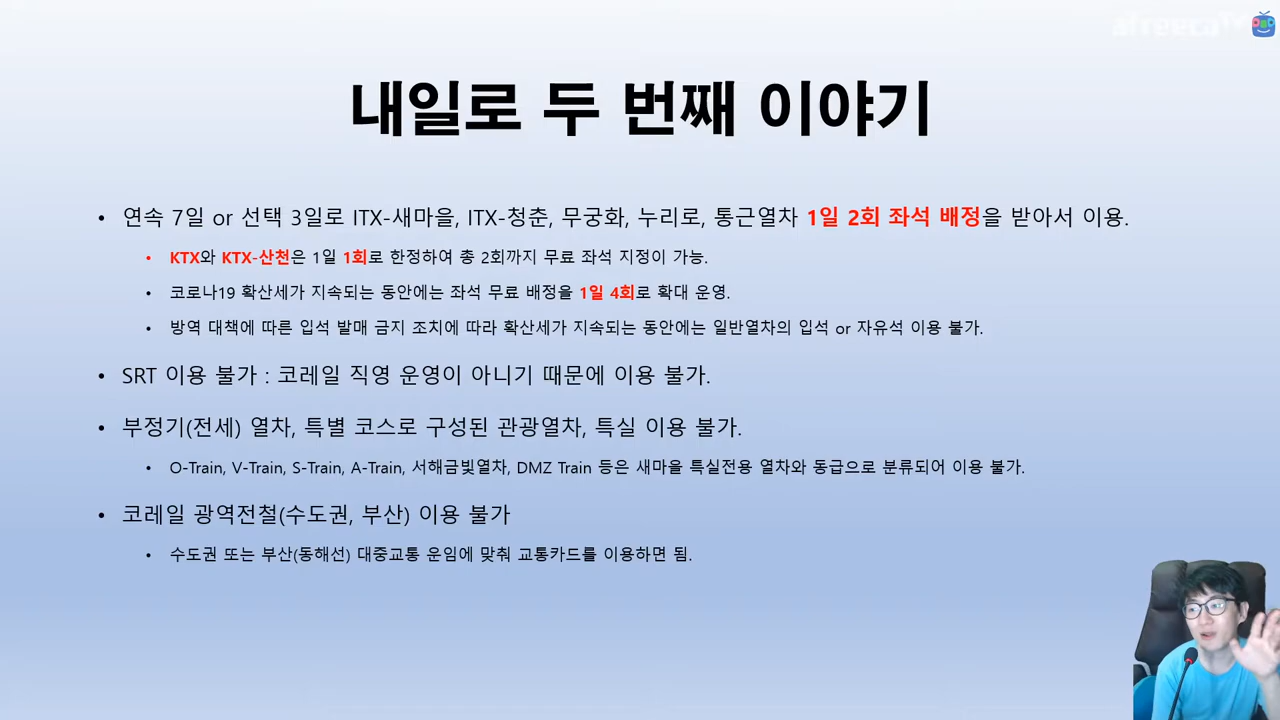 afreecaTV
내일로 두 번째 이야기
• 연속 7일 or 선택 3일로 ITX-새마을, ITX-청춘, 무궁화, 누리로, 통근열차 1일 2회 좌석 배정을 받아서 이용.
• KTX와 KTX-산천은 1일 1회로 한정하여 총 2회까지 무료 좌석 지정이 가능.
• 코로나19 확산세가 지속되는 동안에는 좌석 무료 배정을 1일 4회로 확대 운영.
• 방역 대책에 따른 입석 발매 금지 조치에 따라 확산세가 지속되는 동안에는 일반열차의 입석 or 자유석 이용 불가.
• SRT 이용 불가 : 코레일 직영 운영이 아니기 때문에 이용 불가.
• 부정기(전세) 열차, 특별 코스로 구성된 관광열차, 특실 이용 불가.
• O-Train, V-Train, S-Train, A-Train, 서해금빛열차, DMZ Train 등은 새마을 특실전용 열차와 동급으로 분류되어 이용 불가.
• 코레일 광역전철(수도권, 부산) 이용 불가
• 수도권 또는 부산(동해선) 대중교통 운임에 맞춰 교통카드를 이용하면 됨.